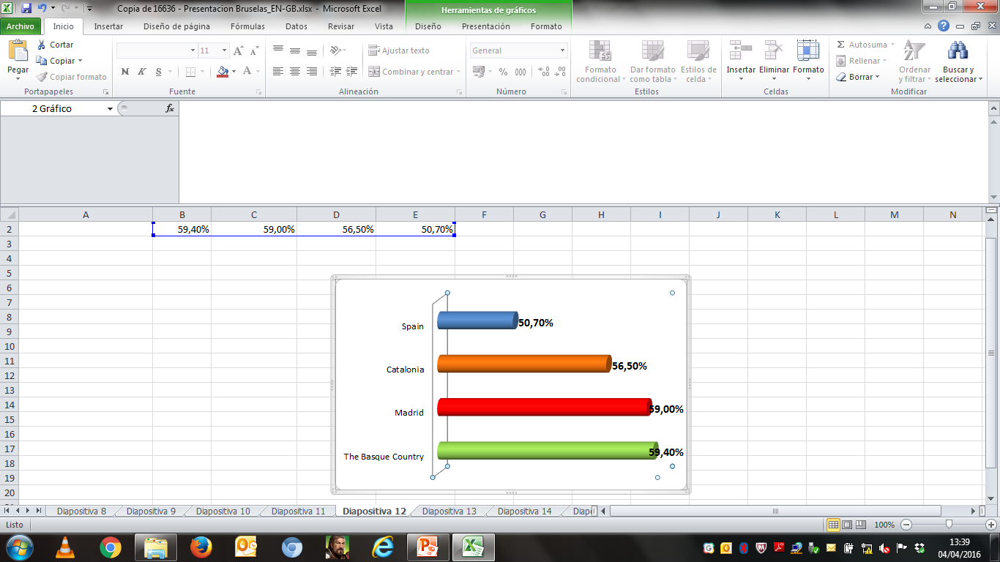 Copia de 16636 - Presentacion Bruselas_EN-GB.xlsx - Microsoft Excel
Herramientas de gráficos
Archivo Inicio Insertar Diseño de página Fórmulas Datos Revisar Vista Diseño Presentación Formato
Pegar
Cortar
Copiar
Copiar formato
Portapapeles
11
N K S
Fuente
Ajustar texto
Combinar y centrar
Alineación
General
% 000
Número
Formato condicional
Dar formato como tabla
Estilos de celda
Estilos
Insertar Eliminar Formato
Celdas
Autosuma
Rellenar
Borrar
Ordenar y filtrar
Buscar y seleccionar
Modificar
2 Gráfico fx
A B C D E F G H I J K L M N
2 59,40% 59,00% 56,50% 50,70%
3
4
5
6
7
8
9
10
11
12
13
14
15
16
17
18
19
20
Spain 50,70%
Catalonia 56,50%
Madrid 59,00%
The Basque Country 59,40%
Diapositiva 8 Diapositiva 9 Diapositiva 10 Diapositiva 11 Diapositiva 12 Diapositiva 13 Diapositiva 14
Listo 100%
13:39
04/04/2016